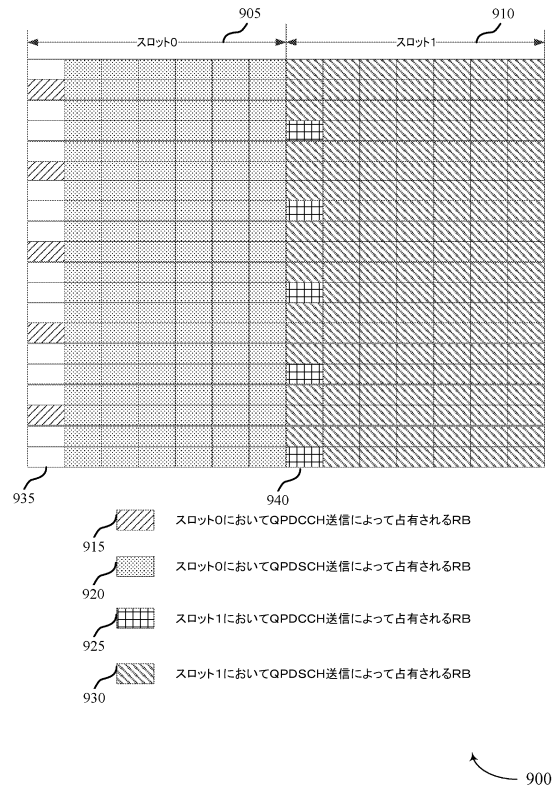 905
910
スロット0
スロット1
935
940
915
スロット0においてQPDCCH送信によって占有されるRB
920
スロット0においてQPDSCH送信によって占有されるRB
925
スロット1においてQPDCCH送信によって占有されるRB
930
スロット1においてQPDSCH送信によって占有されるRB
900